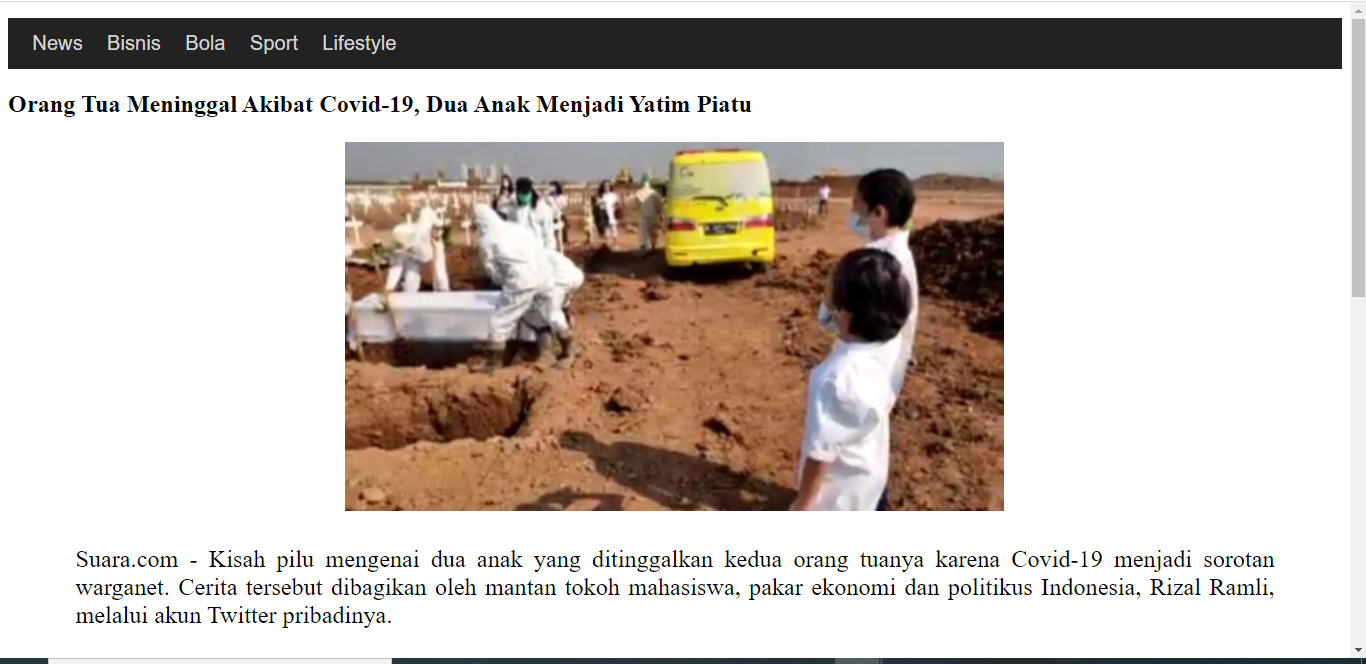 News Bisnis Bola Sport Lifestyle
Orang Tua Meninggal Akibat Covid-19, Dua Anak Menjadi Yatim Piatu
Suara.com - Kisah pilu mengenai dua anak yang ditinggalkan kedua orang tuanya karena Covid-19 menjadi sorotan
warganet. Cerita tersebut dibagikan oleh mantan tokoh mahasiswa, pakar ekonomi dan politikus Indonesia, Rizal Ramli,
melalui akun Twitter pribadinya.